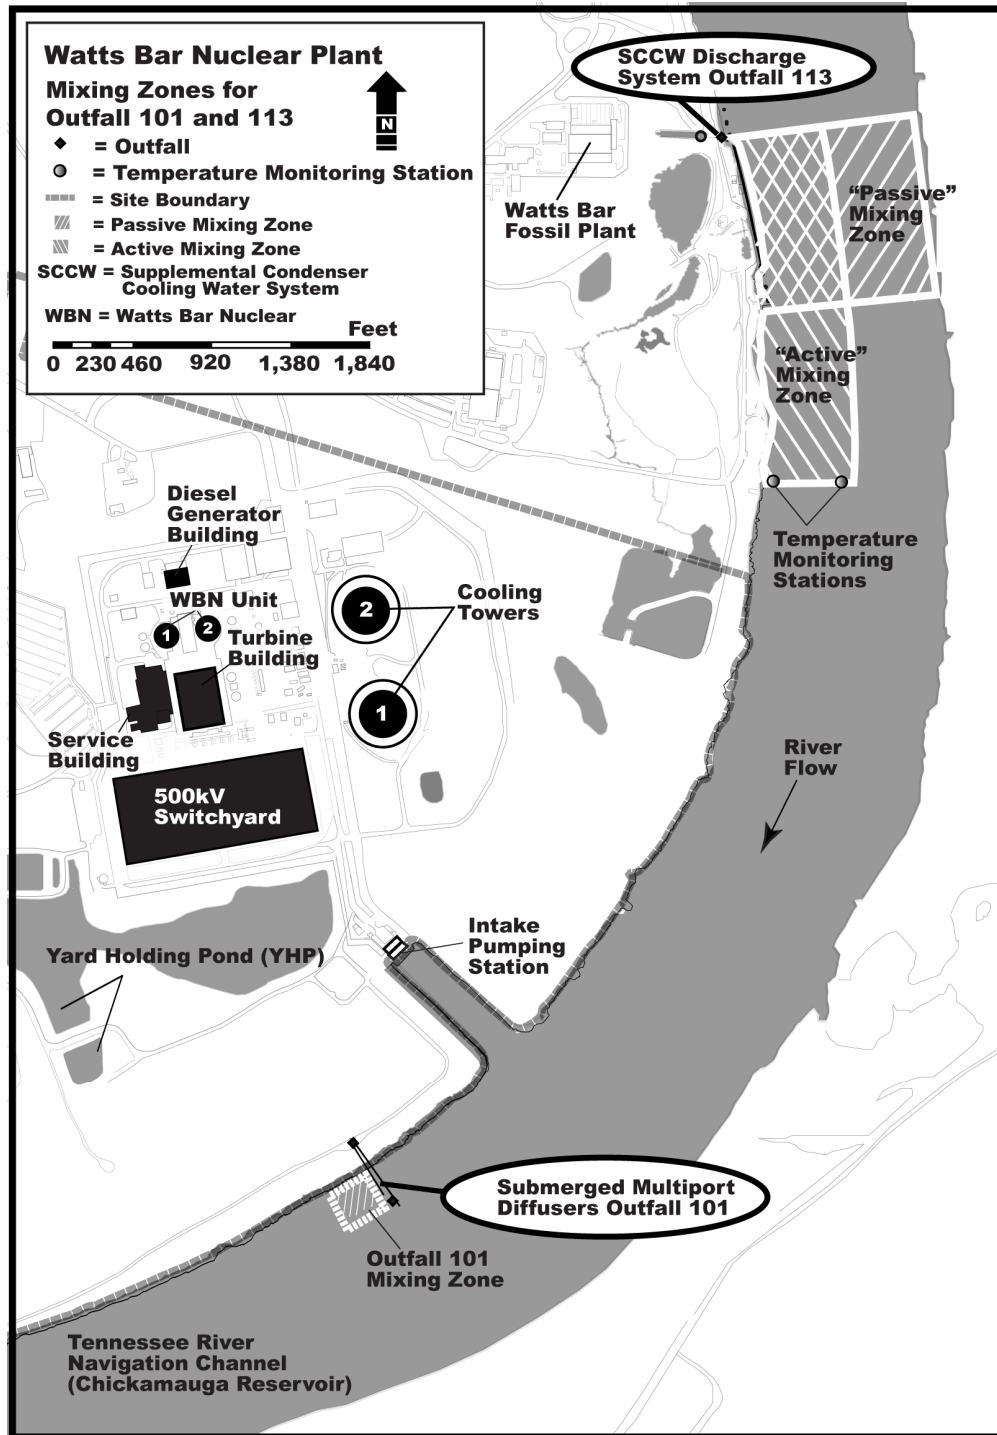 Watts Bar Nuclear Plant
Mixing Zones for
Outfall 101 and 113
N
= Outfall
= Temperature Monitoring Station
= Site Boundary
= Passive Mixing Zone
= Active Mixing Zone
SCCW = Supplemental Condenser
Cooling Water System
WBN = Watts Bar Nuclear
Feet
0 230 460 920 1,380 1,840
SCCW Discharge
System Outfall 113
Watts Bar
Fossil Plant
“Passive”
Mixing
Zone
“Active”
Mixing
Zone
Temperature
Monitoring
Stations
Diesel
Generator
Building
WBN Unit
1 2
Turbine
Building
Service
Building
Cooling
Towers
2
1
500kV
Switchyard
River
Flow
Intake
Pumping
Station
Yard Holding Pond (YHP)
Submerged Multiport
Diffusers Outfall 101
Outfall 101
Mixing Zone
Tennessee River
Navigation Channel
(Chickamauga Reservoir)